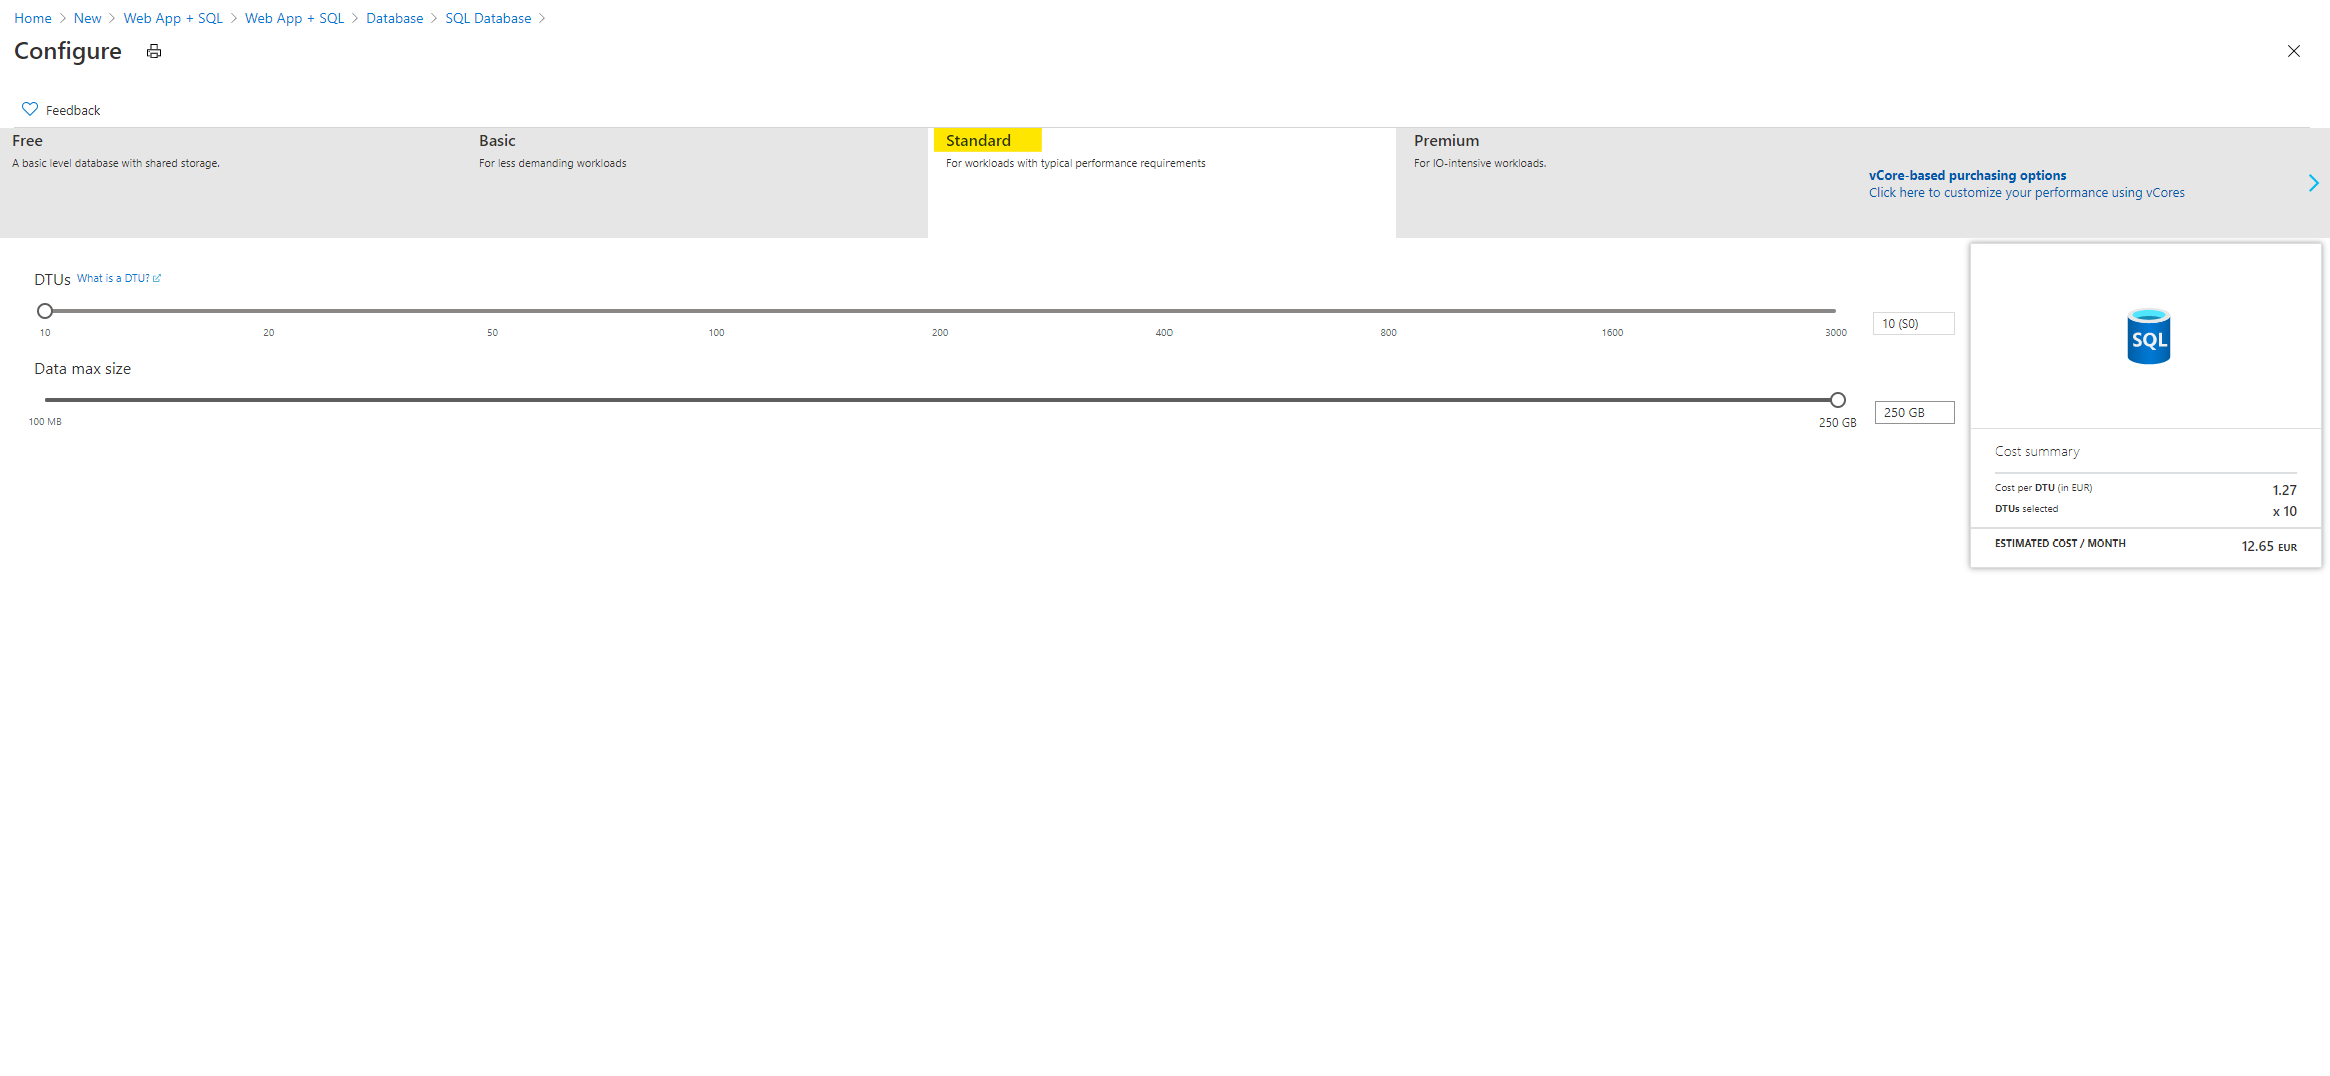 Home > New > Web App + SQL > Web App + SQL > Database > SQL Database >
Configure
Feedback
Free
A basic level database with shared storage.
Basic
For less demanding workloads
Standard
For workloads with typical performance requirements
Premium
For IO-intensive workloads.
vCore-based purchasing options
Click here to customize your performance using vCores
DTUs What is a DTU?
10 20 50 100 200 400 800 1600 3000
10 (S0)
Data max size
100 MB
250 GB
250 GB
SQL
Cost summary
Cost per DTU (in EUR) 1.27
DTUs selected x 10
ESTIMATED COST / MONTH 12.65 EUR